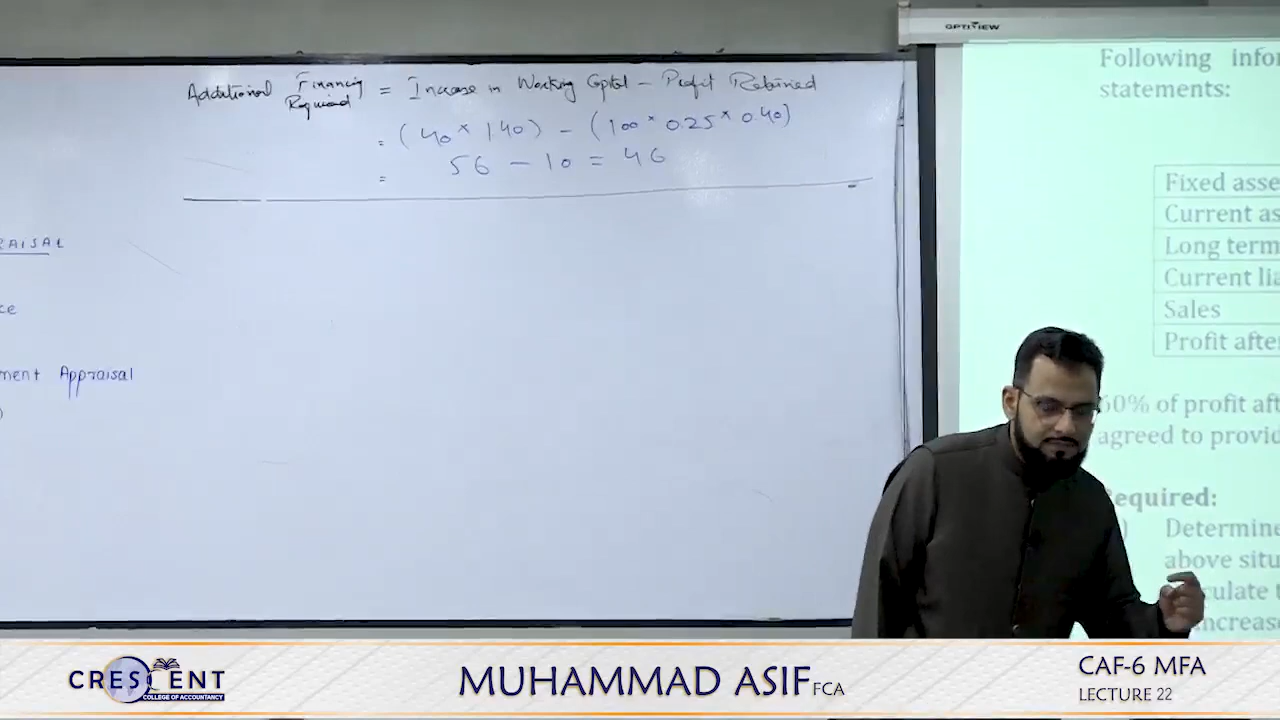 OPTIVIEW
Additional Financing Required = Increase in Working Capital – Profit Retained
= (40 × 1.40) – (100 × 0.25 × 0.40)
= 56 – 10 = 46
RAISAL
ce
ment Appraisal
)
Following infor
statements:
Fixed asse
Current as
Long term
Current lia
Sales
Profit after
60% of profit aft
agreed to provid
Required:
)
Determine
above situ
culate t
increase
CRESCENT
COLLEGE OF ACCOUNTANCY
MUHAMMAD ASIF FCA
CAF-6 MFA
LECTURE 22